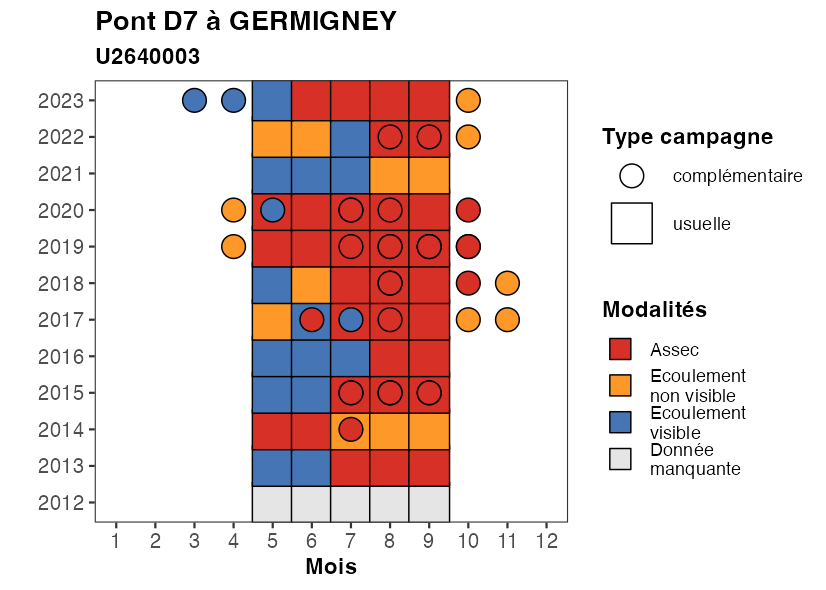 Pont D7 à GERMIGNEY
U2640003
2023
2022
2021
2020
2019
2018
2017
2016
2015
2014
2013
2012
1 2 3 4 5 6 7 8 9 10 11 12
Mois
Type campagne
complémentaire
usuelle
Modalités
Assec
Ecoulement
non visible
Ecoulement
visible
Donnée
manquante